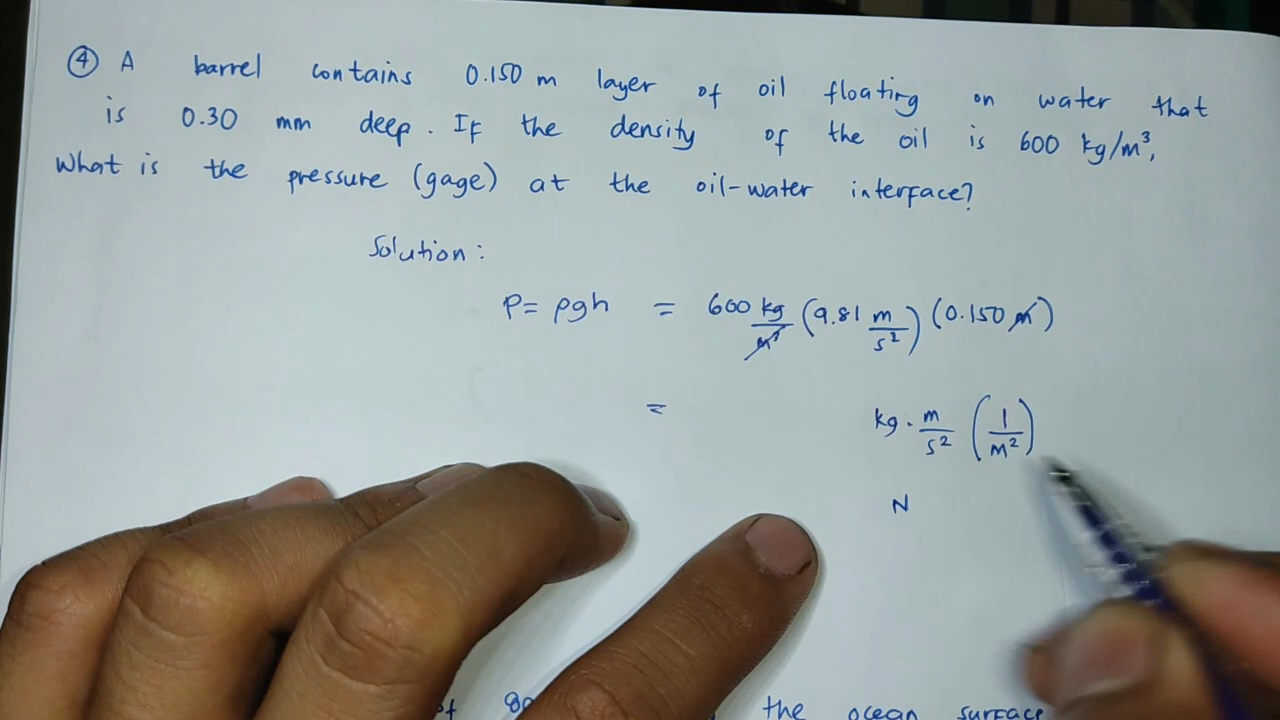 ④ A barrel contains 0.150 m layer of oil floating on water that
is 0.30 mm deep. If the density of the oil is 600 kg/m³,
What is the pressure (gage) at the oil-water interface?
Solution:
P = ρgh = 600 kg/m³ (9.81 m/s²) (0.150 m)
= kg · m/s² (1/m²)
N
the ocean surface